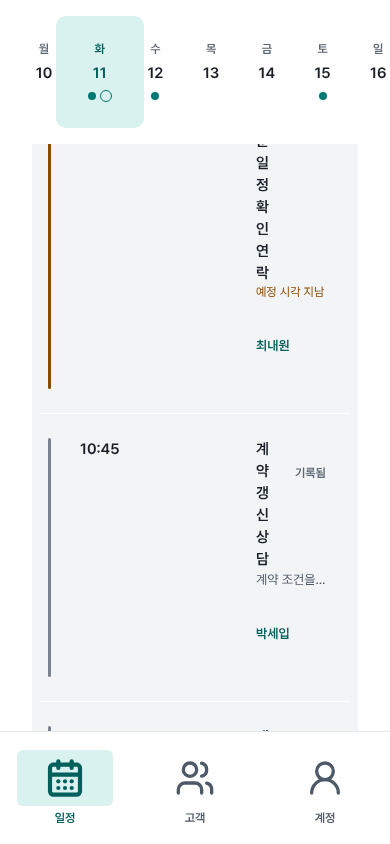 월 화 수 목 금 토 일
10 11 12 13 14 15 16
일
정
확
인
연
락
예정 시각 지남
최내원
10:45
계
약
갱
신
상
담
기록됨
계약 조건을...
박세입
일정 고객 계정